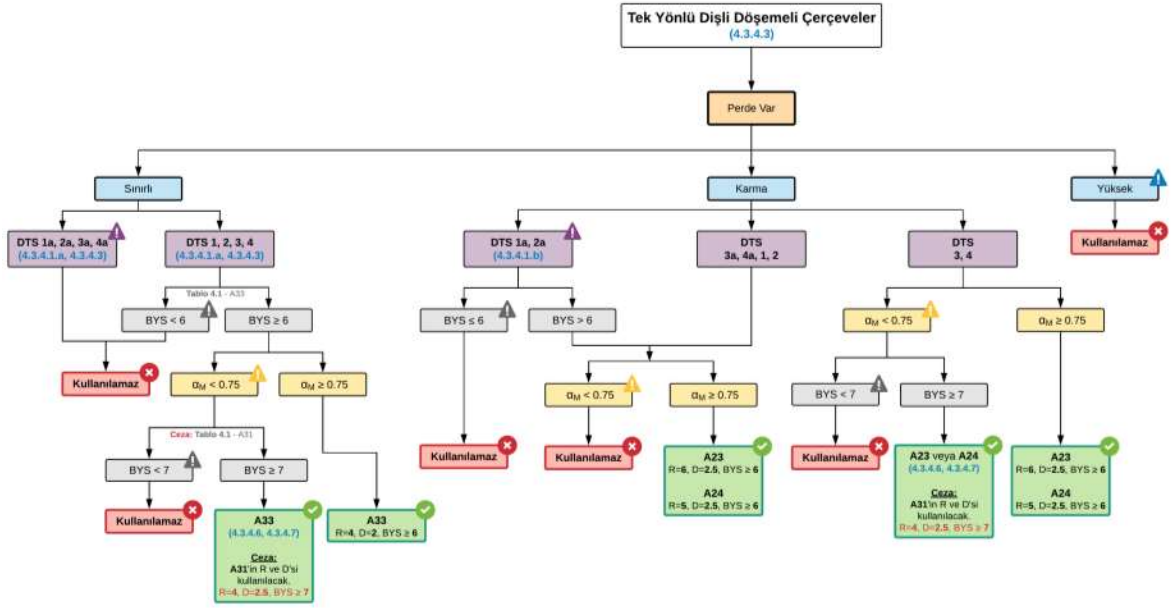 Tek Yönlü Dişli Döşemeli Çerçeveler
(4.3.4.3)
Perde Var
Sınırlı
Karma
Yüksek
DTS 1a, 2a, 3a, 4a
(4.3.4.1.a, 4.3.4.3)
DTS 1, 2, 3, 4
(4.3.4.1.a, 4.3.4.3)
DTS 1a, 2a
(4.3.4.1.b)
DTS
3a, 4a, 1, 2
DTS
3, 4
Kullanılamaz
Tablo 4.1 - A33
BYS < 6
BYS ≥ 6
BYS ≤ 6
BYS > 6
αM < 0.75
αM ≥ 0.75
Kullanılamaz
αM < 0.75
αM ≥ 0.75
αM < 0.75
αM ≥ 0.75
BYS < 7
BYS ≥ 7
Ceza: Tablo 4.1 - A31
BYS < 7
BYS ≥ 7
Kullanılamaz
Kullanılamaz
A23
R=6, D=2.5, BYS ≥ 6
A24
R=5, D=2.5, BYS ≥ 6
Kullanılamaz
A23 veya A24
(4.3.4.6, 4.3.4.7)
Ceza:
A31'in R ve D'si
kullanılacak.
R=4, D=2.5, BYS ≥ 7
A23
R=6, D=2.5, BYS ≥ 6
A24
R=5, D=2.5, BYS ≥ 6
Kullanılamaz
A33
(4.3.4.6, 4.3.4.7)
Ceza:
A31'in R ve D'si
kullanılacak.
R=4, D=2.5, BYS ≥ 7
A33
R=4, D=2, BYS ≥ 6